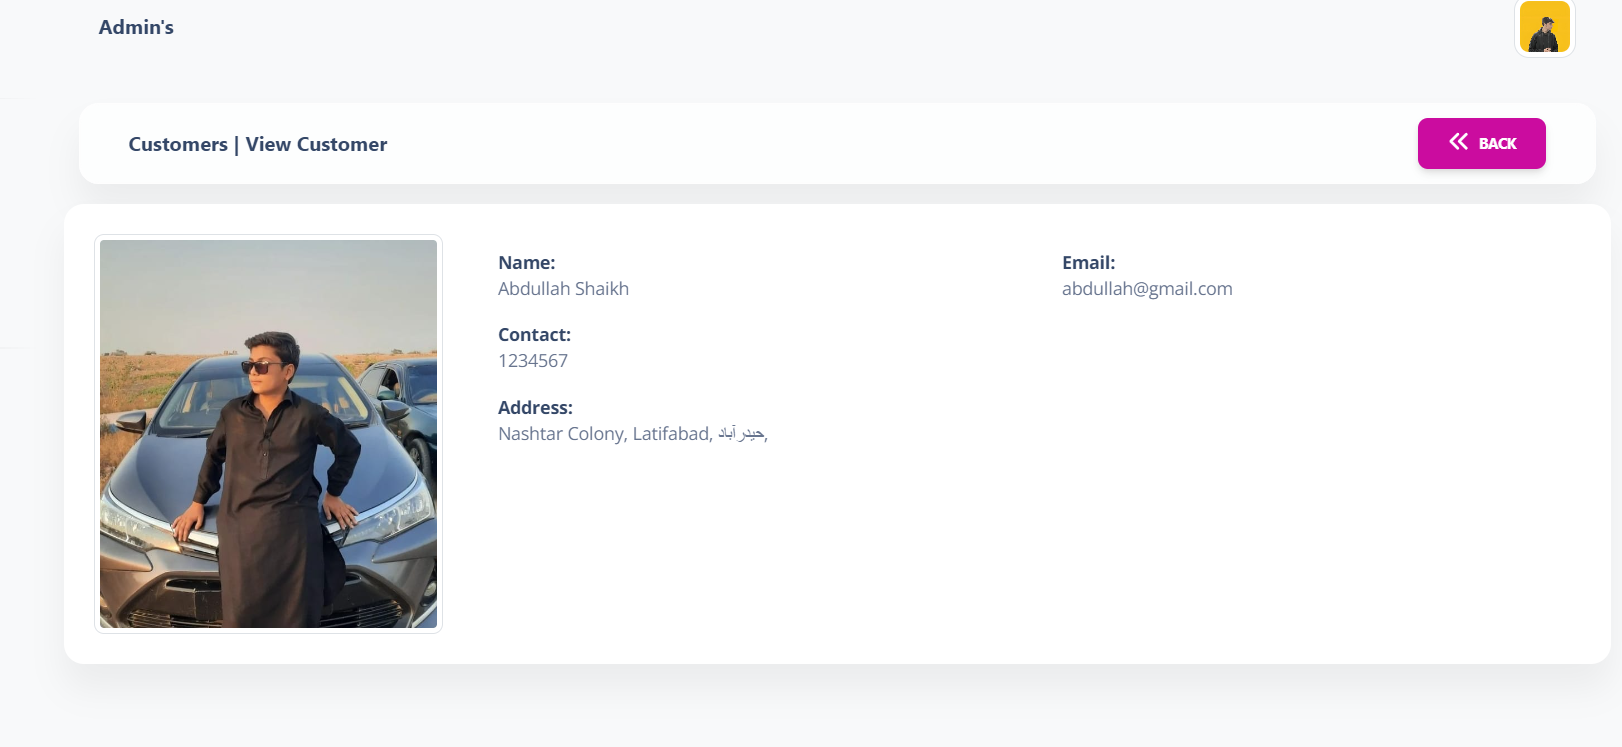 Admin's
Customers | View Customer
BACK
Name:
Abdullah Shaikh
Email:
abdullah@gmail.com
Contact:
1234567
Address:
Nashtar Colony, Latifabad, حیدرآباد,